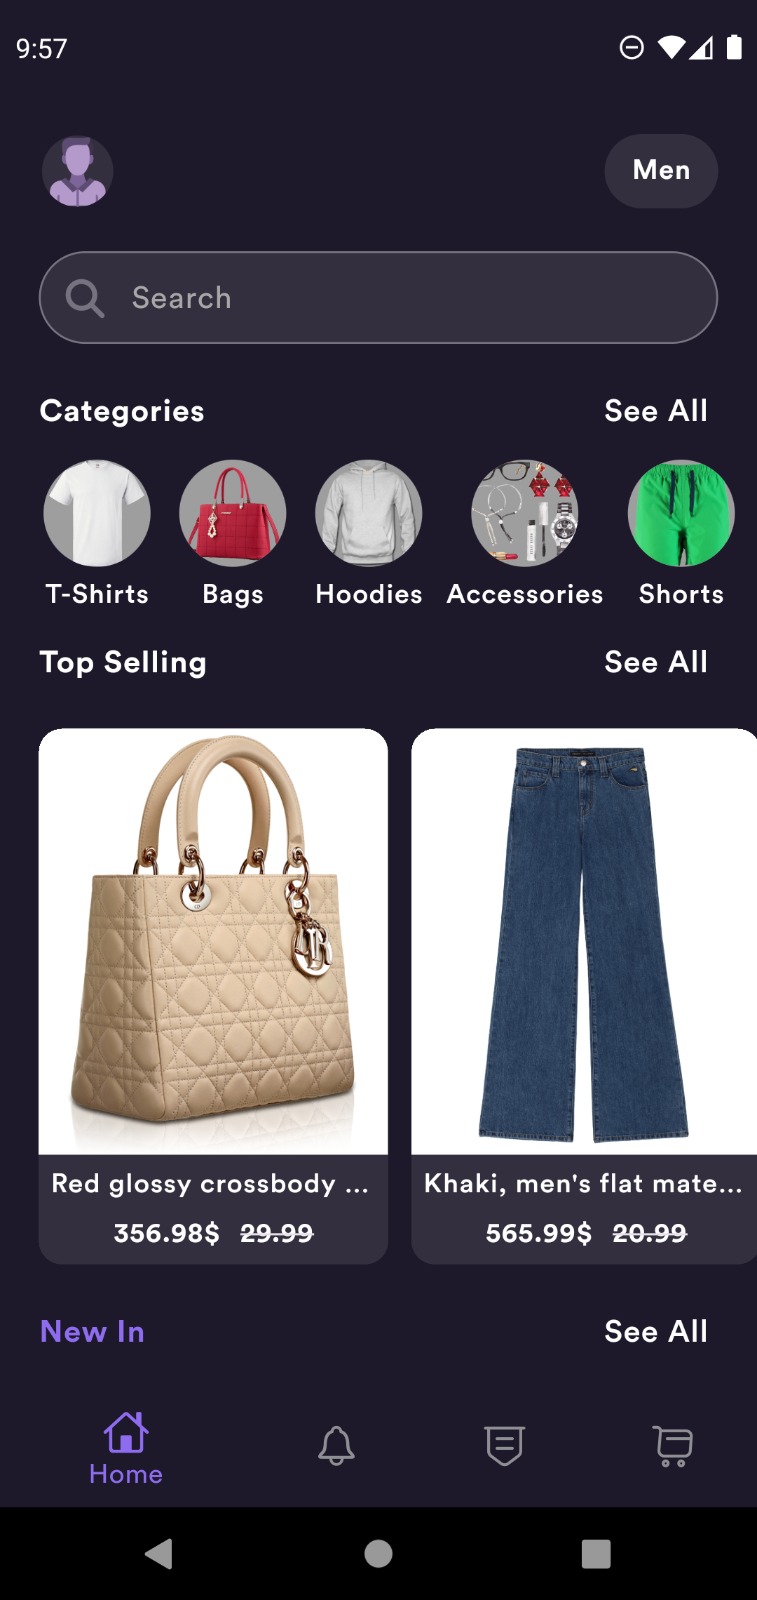 9:57
Men
Search
Categories See All
T-Shirts Bags Hoodies Accessories Shorts
Top Selling See All
Red glossy crossbody ... Khaki, men's flat mate...
356.98$ 29.99 565.99$ 20.99
New In See All
Home